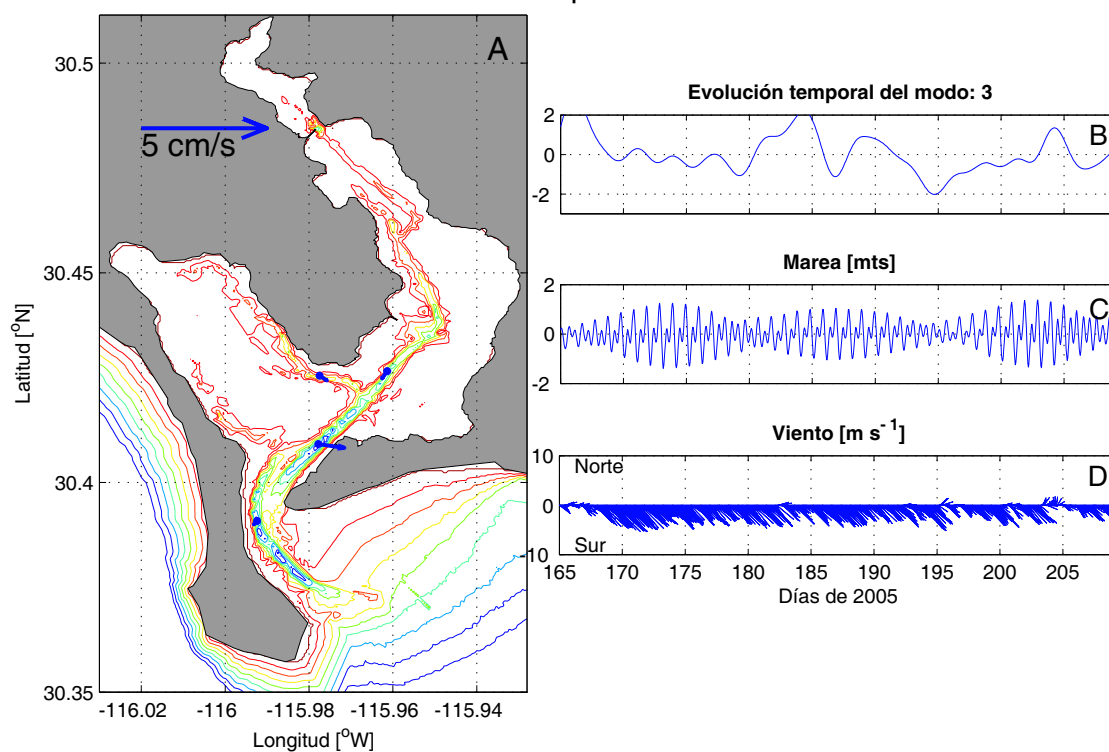 A
30.5
5 cm/s
30.45
Latitud [°N]
30.4
30.35
-116.02 -116 -115.98 -115.96 -115.94
Longitud [°W]
Evolución temporal del modo: 3
2
B
0
-2
Marea [mts]
2
C
0
-2
Viento [m s⁻¹]
10
Norte
D
0
Sur
10
165 170 175 180 185 190 195 200 205
Días de 2005